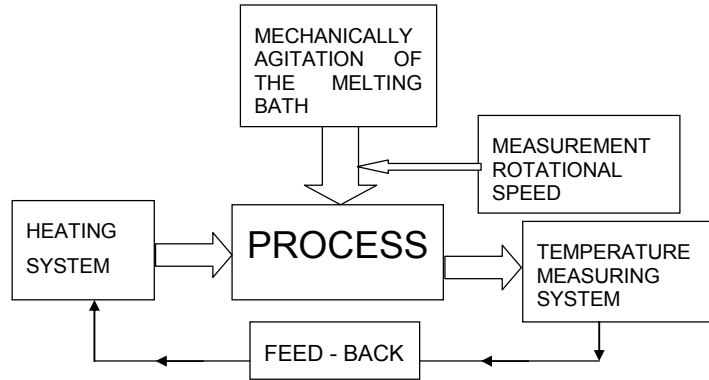 MECHANICALLY
AGITATION OF
THE MELTING
BATH
MEASUREMENT
ROTATIONAL
SPEED
HEATING
SYSTEM
PROCESS
TEMPERATURE
MEASURING
SYSTEM
FEED - BACK